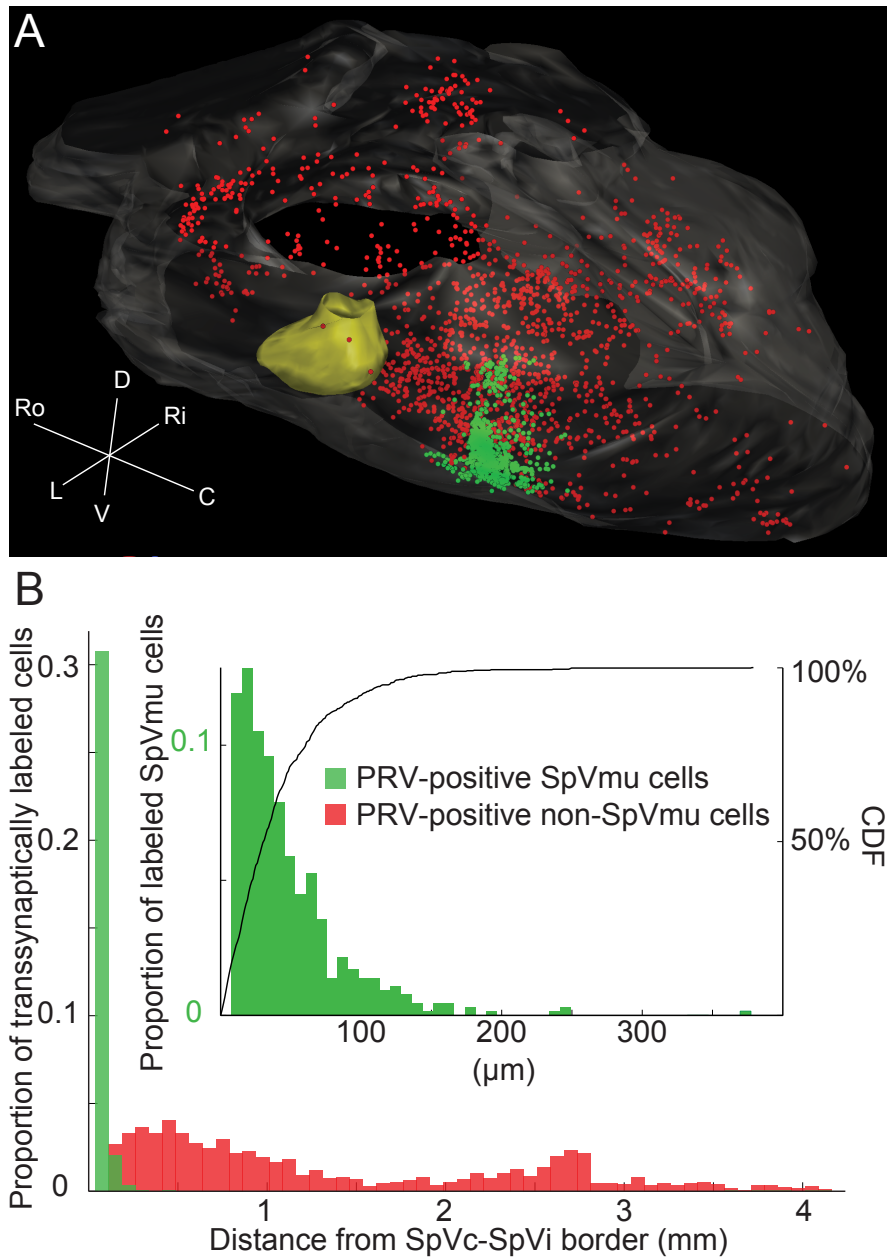 A
D
Ro
Ri
L
V
C
B
Proportion of transsynaptically labeled cells
0.3
0.2
0.1
0
Proportion of labeled SpVmu cells
0.1
0
100%
50%
CDF
PRV-positive SpVmu cells
PRV-positive non-SpVmu cells
100
200
300
(µm)
1
2
3
4
Distance from SpVc-SpVi border (mm)